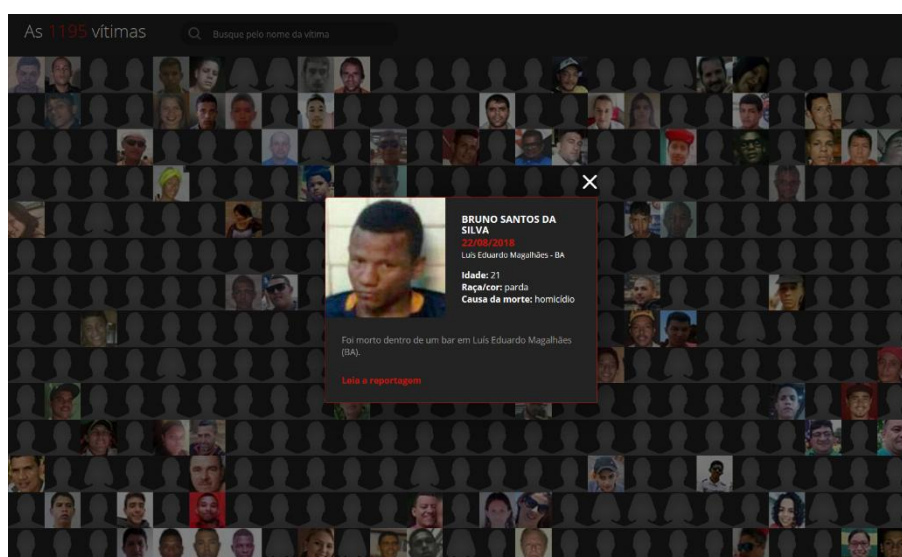 As 1195 vítimas
Busque pelo nome da vítima
BRUNO SANTOS DA
SILVA
22/08/2018
Luís Eduardo Magalhães - BA
Idade: 21
Raça/cor: parda
Causa da morte: homicídio
Foi morto dentro de um bar em Luís Eduardo Magalhães
(BA).
Leia a reportagem